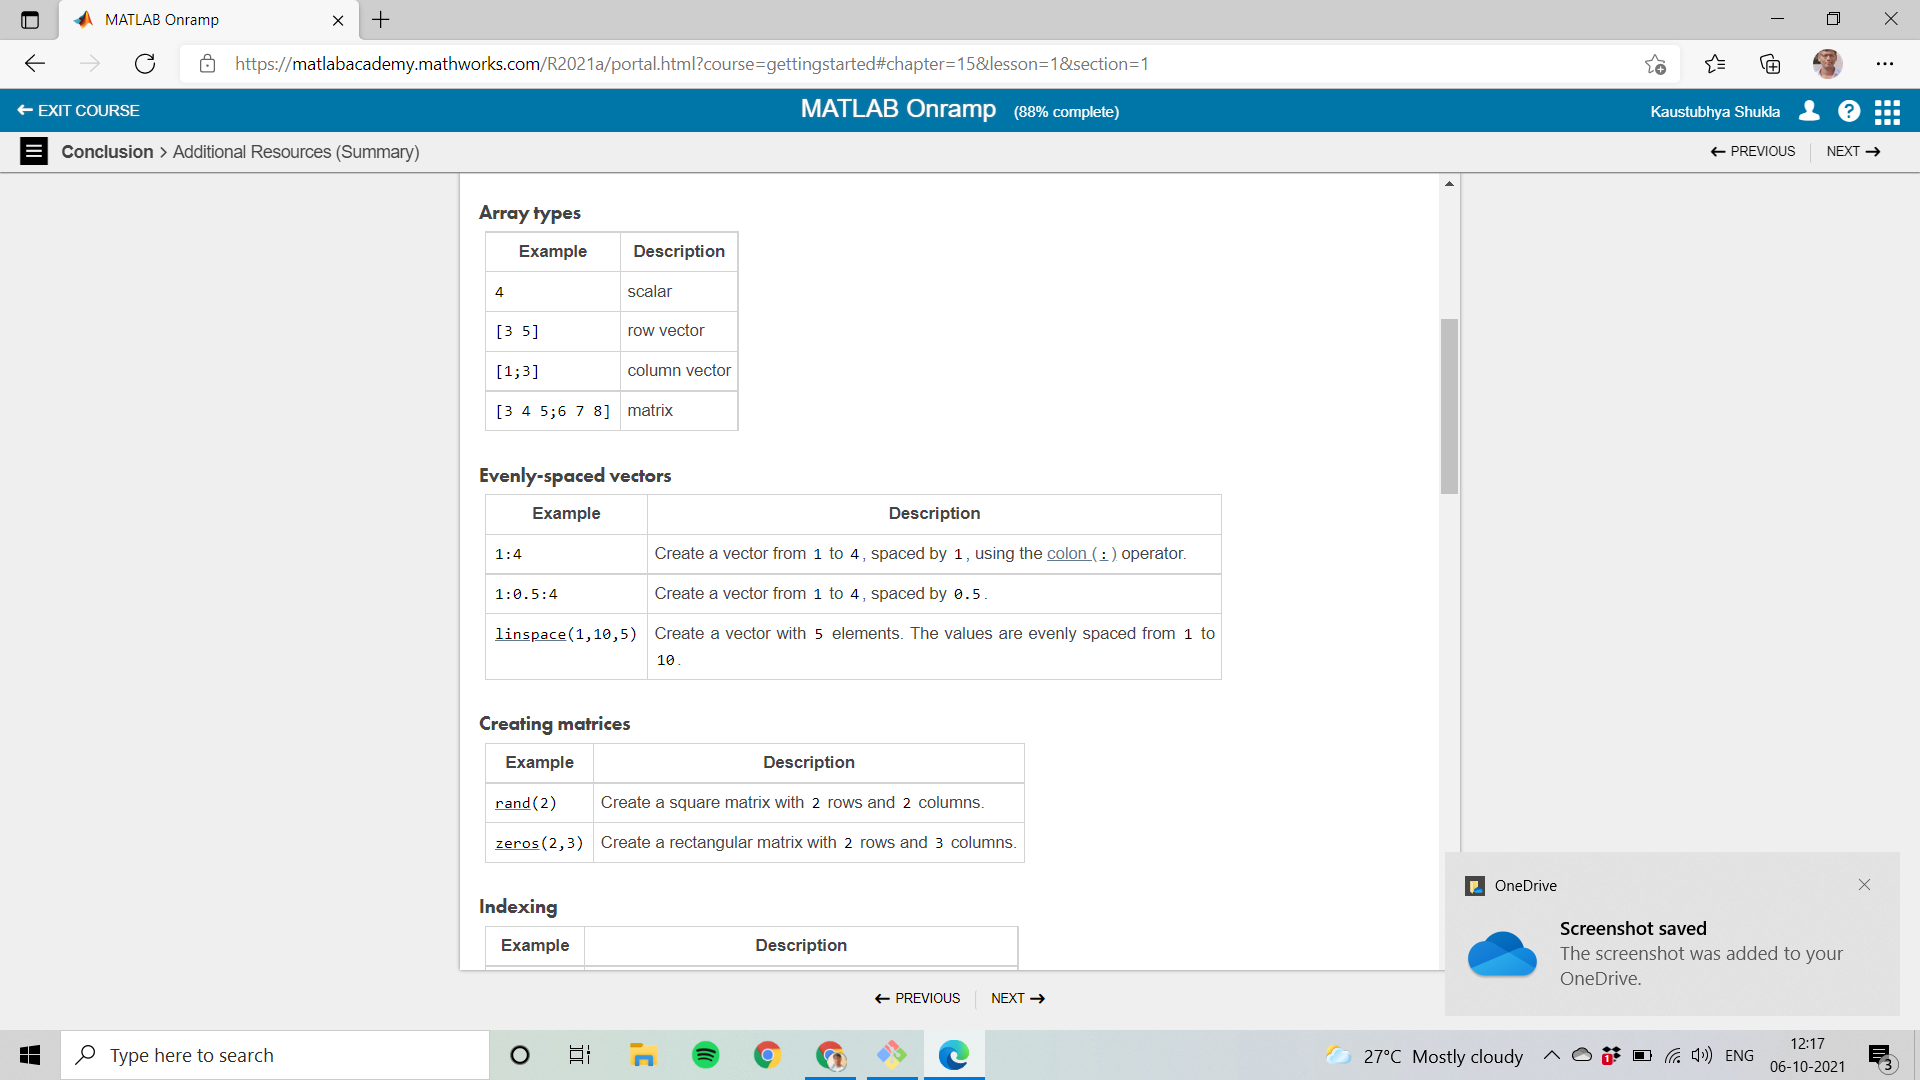 MATLAB Onramp
https://matlabacademy.mathworks.com/R2021a/portal.html?course=gettingstarted#chapter=15&lesson=1&section=1
EXIT COURSE
MATLAB Onramp (88% complete)
Kaustubhya Shukla
Conclusion > Additional Resources (Summary)
PREVIOUS
NEXT
Array types
Example Description
4 scalar
[3 5] row vector
[1;3] column vector
[3 4 5;6 7 8] matrix
Evenly-spaced vectors
Example Description
1:4 Create a vector from 1 to 4, spaced by 1, using the colon (:) operator.
1:0.5:4 Create a vector from 1 to 4, spaced by 0.5.
linspace(1,10,5) Create a vector with 5 elements. The values are evenly spaced from 1 to
10.
Creating matrices
Example Description
rand(2) Create a square matrix with 2 rows and 2 columns.
zeros(2,3) Create a rectangular matrix with 2 rows and 3 columns.
Indexing
Example Description
OneDrive
Screenshot saved
The screenshot was added to your
OneDrive.
PREVIOUS
NEXT
Type here to search
27°C Mostly cloudy
1
ENG
12:17
06-10-2021
3